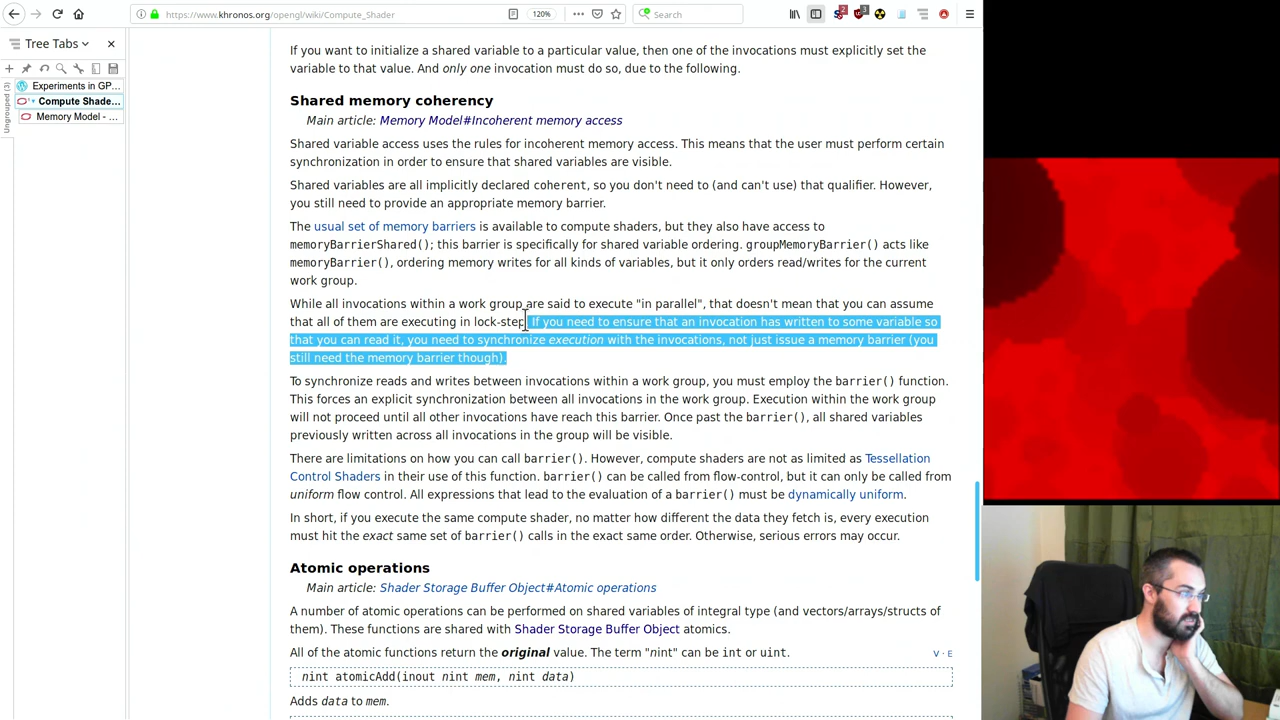 https://www.khronos.org/opengl/wiki/Compute_Shader
120%
Search
2
3
Tree Tabs
Ungrouped (3)
Experiments in GP...
Compute Shade...
Memory Model - ...
If you want to initialize a shared variable to a particular value, then one of the invocations must explicitly set the
variable to that value. And only one invocation must do so, due to the following.
Shared memory coherency
Main article: Memory Model#Incoherent memory access
Shared variable access uses the rules for incoherent memory access. This means that the user must perform certain
synchronization in order to ensure that shared variables are visible.
Shared variables are all implicitly declared coherent, so you don't need to (and can't use) that qualifier. However,
you still need to provide an appropriate memory barrier.
The usual set of memory barriers is available to compute shaders, but they also have access to
memoryBarrierShared(); this barrier is specifically for shared variable ordering. groupMemoryBarrier() acts like
memoryBarrier(), ordering memory writes for all kinds of variables, but it only orders read/writes for the current
work group.
While all invocations within a work group are said to execute "in parallel", that doesn't mean that you can assume
that all of them are executing in lock-step. If you need to ensure that an invocation has written to some variable so
that you can read it, you need to synchronize execution with the invocations, not just issue a memory barrier (you
still need the memory barrier though).
To synchronize reads and writes between invocations within a work group, you must employ the barrier() function.
This forces an explicit synchronization between all invocations in the work group. Execution within the work group
will not proceed until all other invocations have reach this barrier. Once past the barrier(), all shared variables
previously written across all invocations in the group will be visible.
There are limitations on how you can call barrier(). However, compute shaders are not as limited as Tessellation
Control Shaders in their use of this function. barrier() can be called from flow-control, but it can only be called from
uniform flow control. All expressions that lead to the evaluation of a barrier() must be dynamically uniform.
In short, if you execute the same compute shader, no matter how different the data they fetch is, every execution
must hit the exact same set of barrier() calls in the exact same order. Otherwise, serious errors may occur.
Atomic operations
Main article: Shader Storage Buffer Object#Atomic operations
A number of atomic operations can be performed on shared variables of integral type (and vectors/arrays/structs of
them). These functions are shared with Shader Storage Buffer Object atomics.
All of the atomic functions return the original value. The term "nint" can be int or uint.
V · E
nint atomicAdd(inout nint mem, nint data)
Adds data to mem.